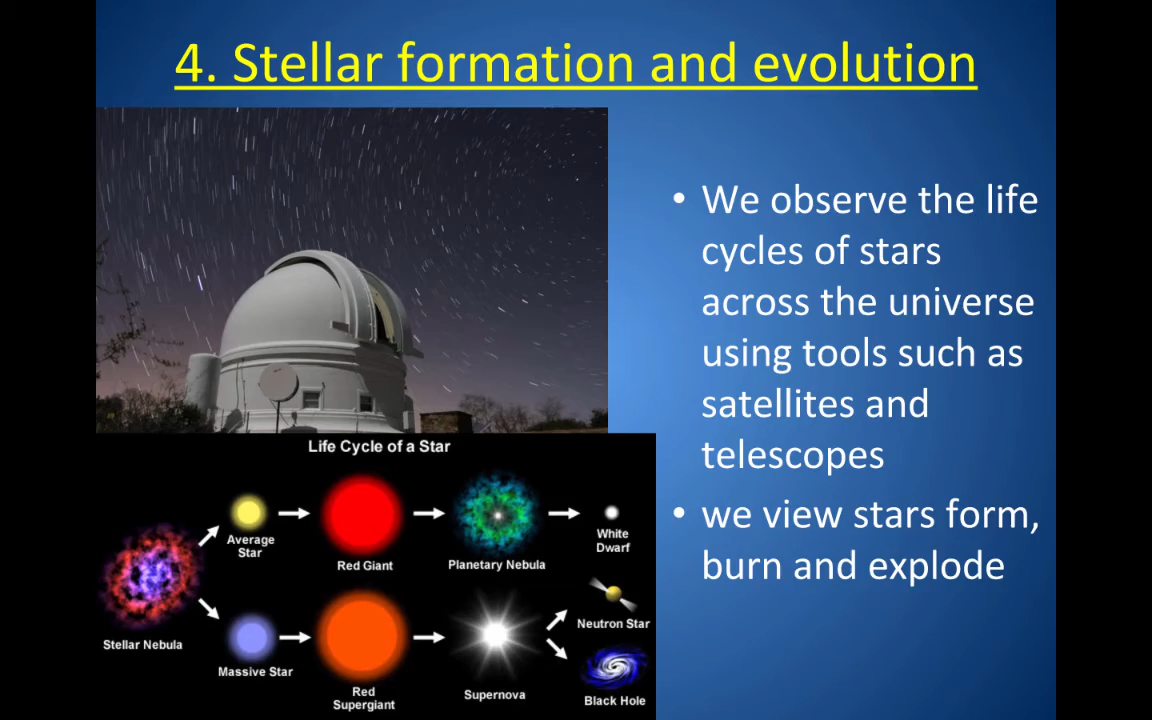 4. Stellar formation and evolution
• We observe the life
cycles of stars
across the universe
using tools such as
satellites and
telescopes
• we view stars form,
burn and explode
Life Cycle of a Star
Stellar Nebula
Average
Star
Red Giant
Planetary Nebula
White
Dwarf
Massive Star
Red
Supergiant
Supernova
Neutron Star
Black Hole